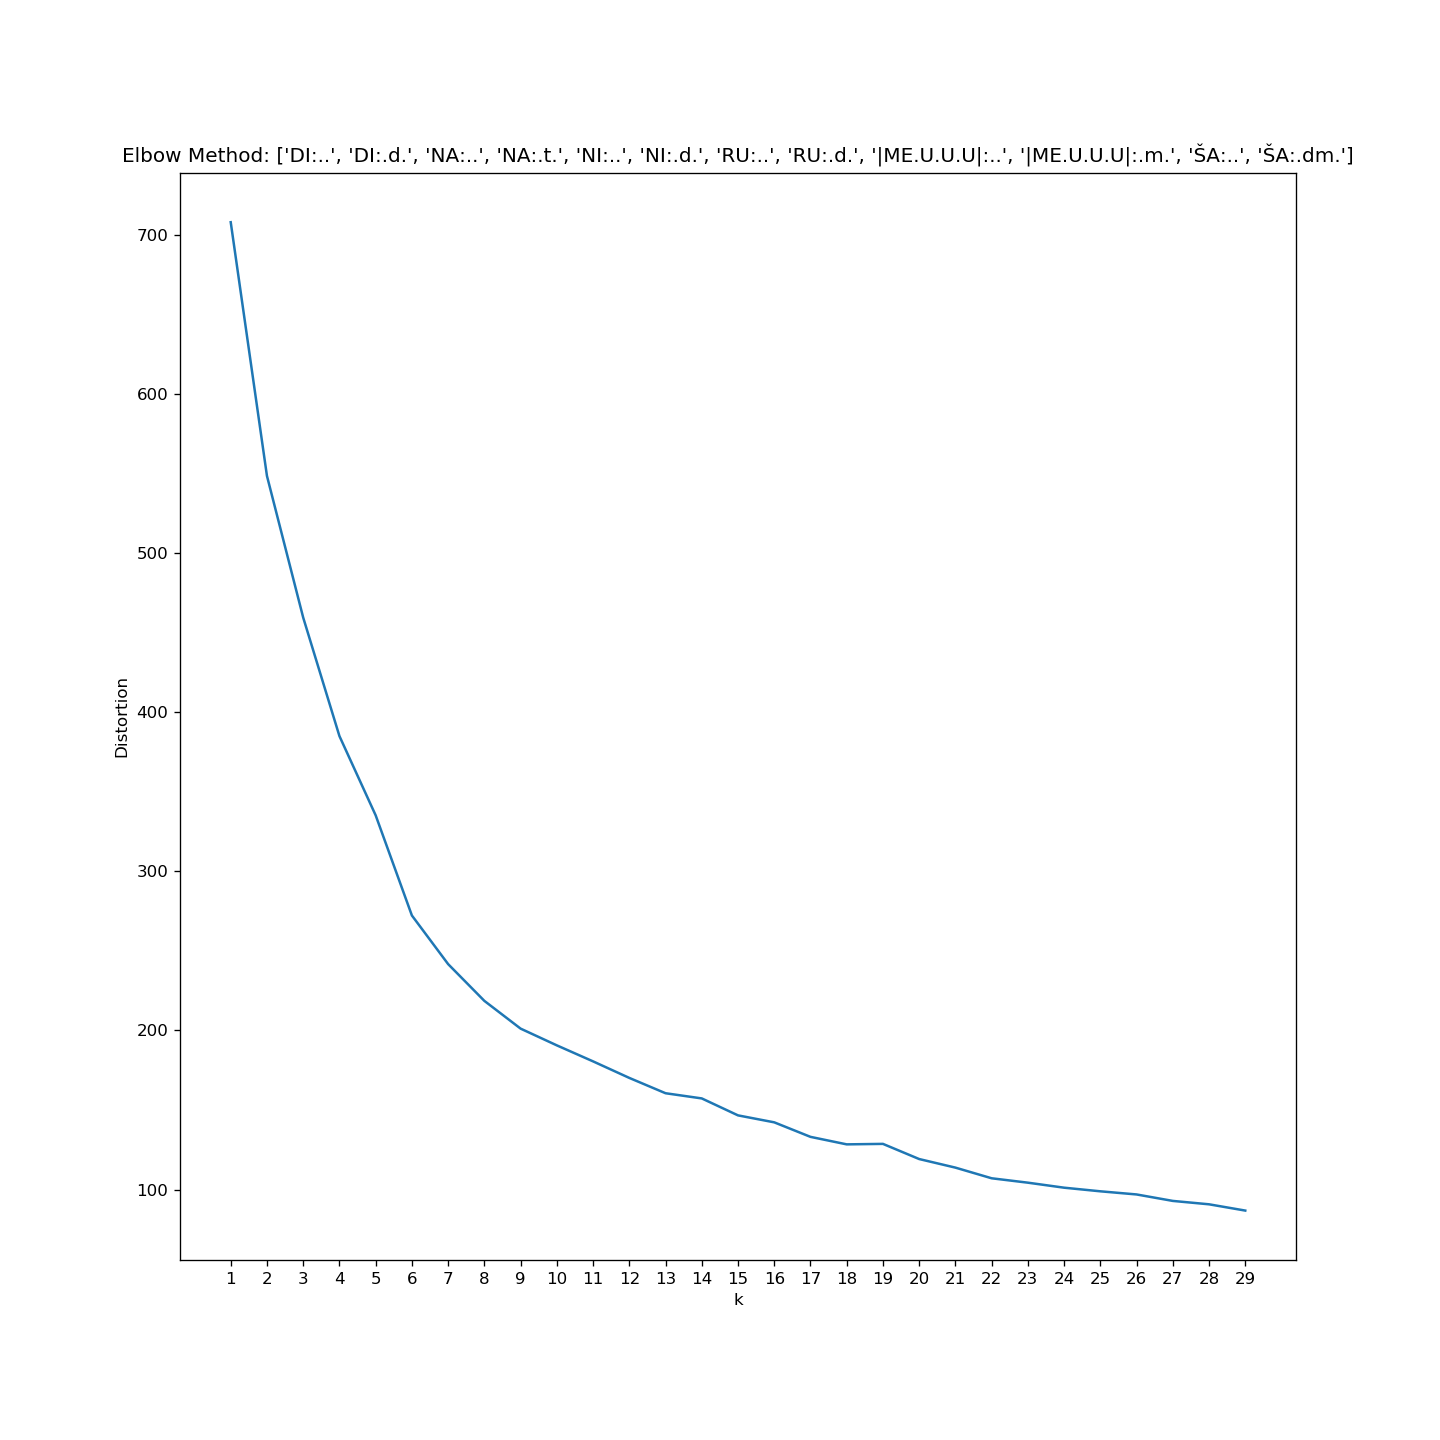 Elbow Method: ['DI:..', 'DI:.d.', 'NA:..', 'NA:.t.', 'NI:..', 'NI:.d.', 'RU:..', 'RU:.d.', '|ME.U.U.U|:..', '|ME.U.U.U|:.m.', 'ŠA:..', 'ŠA:.dm.']
700
600
500
400
300
200
100
Distortion
1 2 3 4 5 6 7 8 9 10 11 12 13 14 15 16 17 18 19 20 21 22 23 24 25 26 27 28 29
k